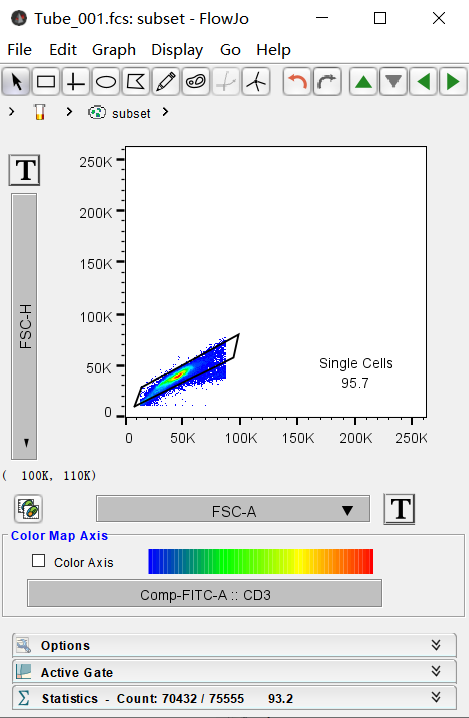 Tube_001.fcs: subset - FlowJo
File Edit Graph Display Go Help
subset
T
250K
200K
150K
100K
50K
0
FSC-H
Single Cells
95.7
0 50K 100K 150K 200K 250K
( 100K, 110K)
FSC-A
T
Color Map Axis
Color Axis
Comp-FITC-A :: CD3
Options
Active Gate
Statistics - Count: 70432 / 75555 93.2